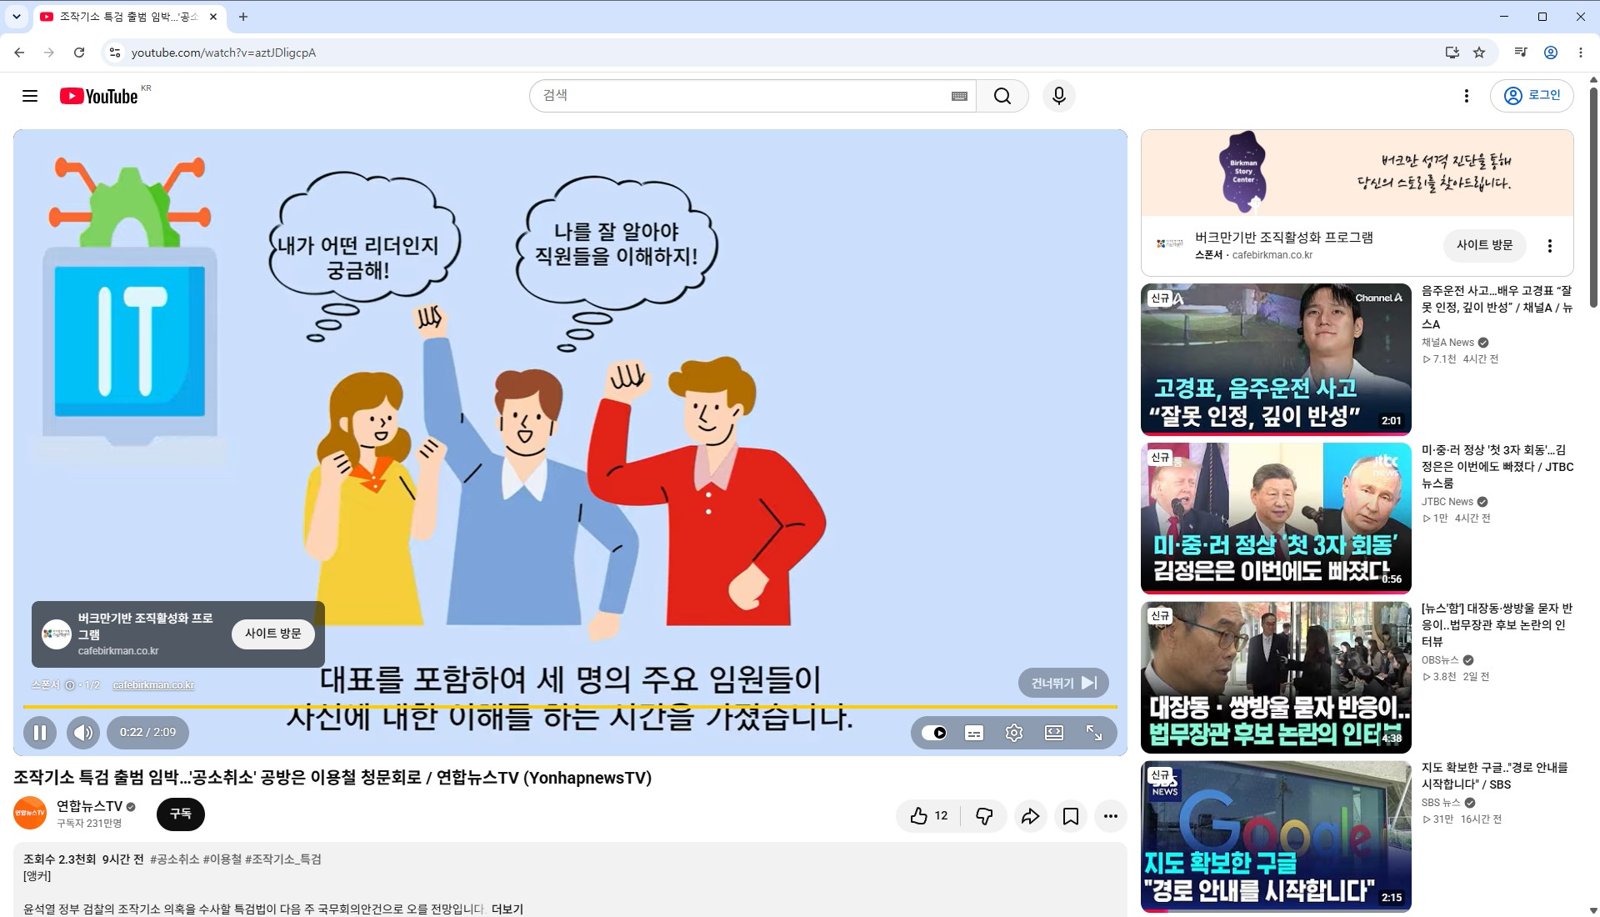 조작기소 특검 출범 임박...'공소
youtube.com/watch?v=aztJDligcpA
YouTube KR
검색
로그인
IT
내가 어떤 리더인지
궁금해!
나를 잘 알아야
직원들을 이해하지!
버크만기반 조직활성화 프로
그램
cafebirkman.co.kr
사이트 방문
스폰서 · 1/2 cafebirkman.co.kr
대표를 포함하여 세 명의 주요 임원들이
자신에 대한 이해를 하는 시간을 가졌습니다.
건너뛰기
0:22 / 2:09
조작기소 특검 출범 임박…'공소취소' 공방은 이용철 청문회로 / 연합뉴스TV (YonhapnewsTV)
연합뉴스TV
연합뉴스TV
구독자 231만명
구독
12
조회수 2.3천회 9시간 전 #공소취소 #이용철 #조작기소_특검
[앵커]
윤석열 정부 검찰의 조작기소 의혹을 수사할 특검법이 다음 주 국무회의안건으로 오를 전망입니다. 더보기
Birkman
Story
Center
버크만 성격 진단을 통해
당신의 스토리를 찾아드립니다.
버크만기반 조직활성화 프로그램
스폰서 · cafebirkman.co.kr
사이트 방문
신규
Channel A
고경표, 음주운전 사고
“잘못 인정, 깊이 반성”
2:01
음주운전 사고…배우 고경표 “잘
못 인정, 깊이 반성” / 채널A / 뉴
스A
채널A News
7.1천 4시간 전
신규
jtbc
news
미·중·러 정상 '첫 3자 회동'
김정은은 이번에도 빠졌다
0:56
미·중·러 정상 '첫 3자 회동'…김
정은은 이번에도 빠졌다 / JTBC
뉴스룸
JTBC News
1만 4시간 전
신규
대장동·쌍방울 묻자 반응이..
법무장관 후보 논란의 인터뷰
4:38
[뉴스'함'] 대장동·쌍방울 묻자 반
응이..법무장관 후보 논란의 인
터뷰
OBS뉴스
3.8천 2일 전
신규
SBS
NEWS
Google
지도 확보한 구글
"경로 안내를 시작합니다"
2:15
지도 확보한 구글.."경로 안내를
시작합니다" / SBS
SBS 뉴스
31만 16시간 전